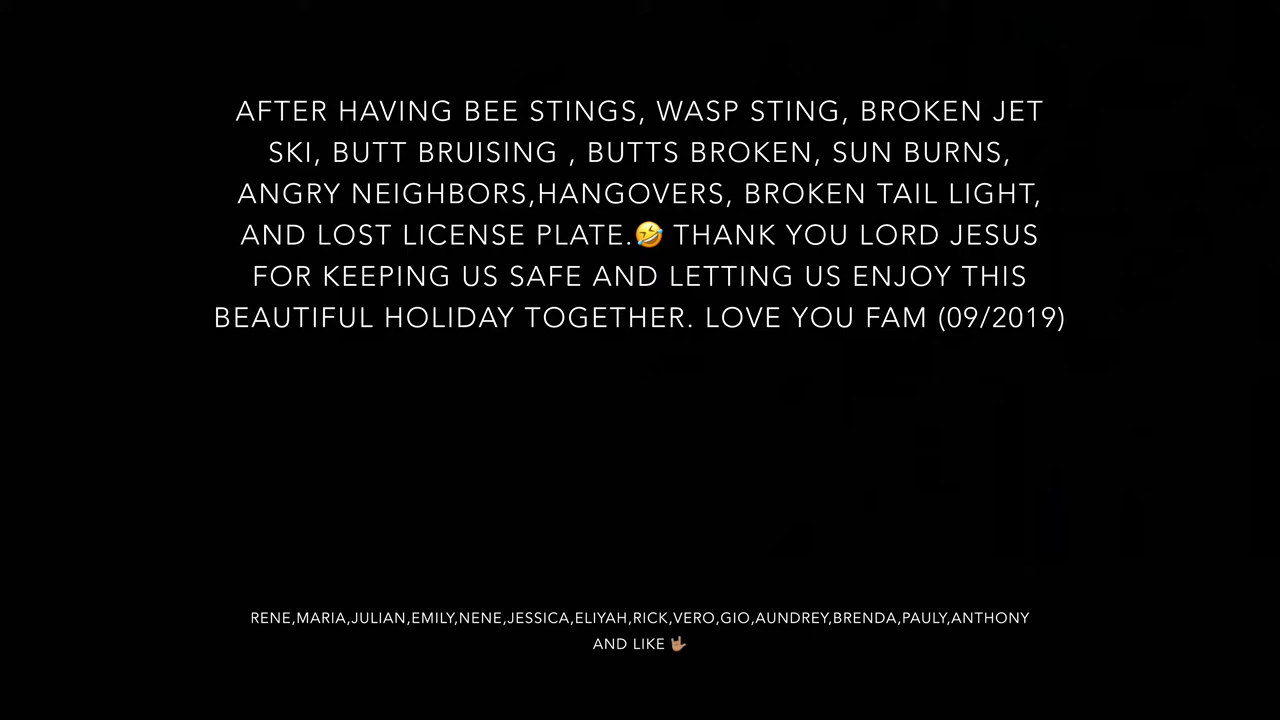 AFTER HAVING BEE STINGS, WASP STING, BROKEN JET
SKI, BUTT BRUISING , BUTTS BROKEN, SUN BURNS,
ANGRY NEIGHBORS,HANGOVERS, BROKEN TAIL LIGHT,
AND LOST LICENSE PLATE.🤣 THANK YOU LORD JESUS
FOR KEEPING US SAFE AND LETTING US ENJOY THIS
BEAUTIFUL HOLIDAY TOGETHER. LOVE YOU FAM (09/2019)
RENE,MARIA,JULIAN,EMILY,NENE,JESSICA,ELIYAH,RICK,VERO,GIO,AUNDREY,BRENDA,PAULY,ANTHONY
AND LIKE 🤟🏽